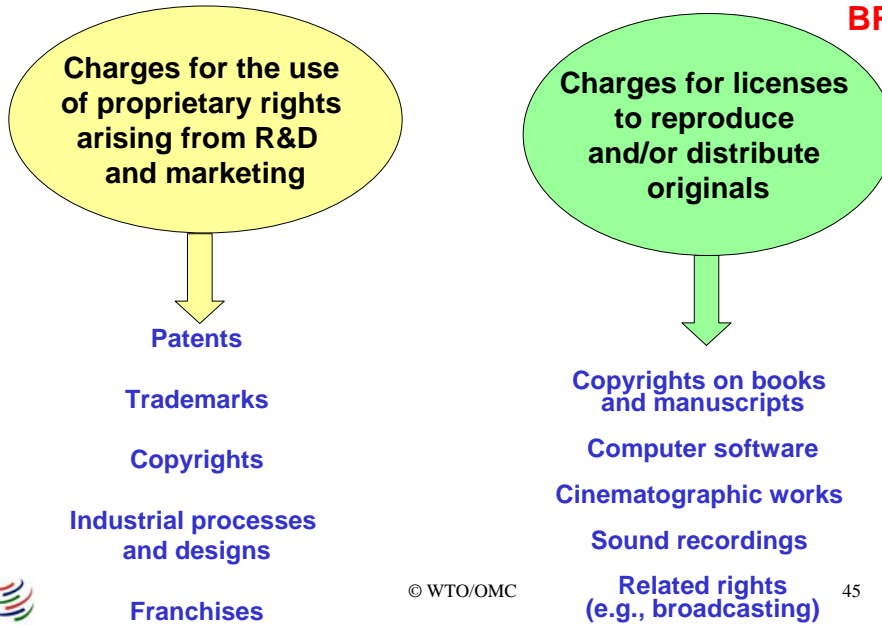 Charges for the use
of proprietary rights
arising from R&D
and marketing
Patents
Trademarks
Copyrights
Industrial processes
and designs
Franchises
Charges for licenses
to reproduce
and/or distribute
originals
Copyrights on books
and manuscripts
Computer software
Cinematographic works
Sound recordings
Related rights
(e.g., broadcasting)
© WTO/OMC
45